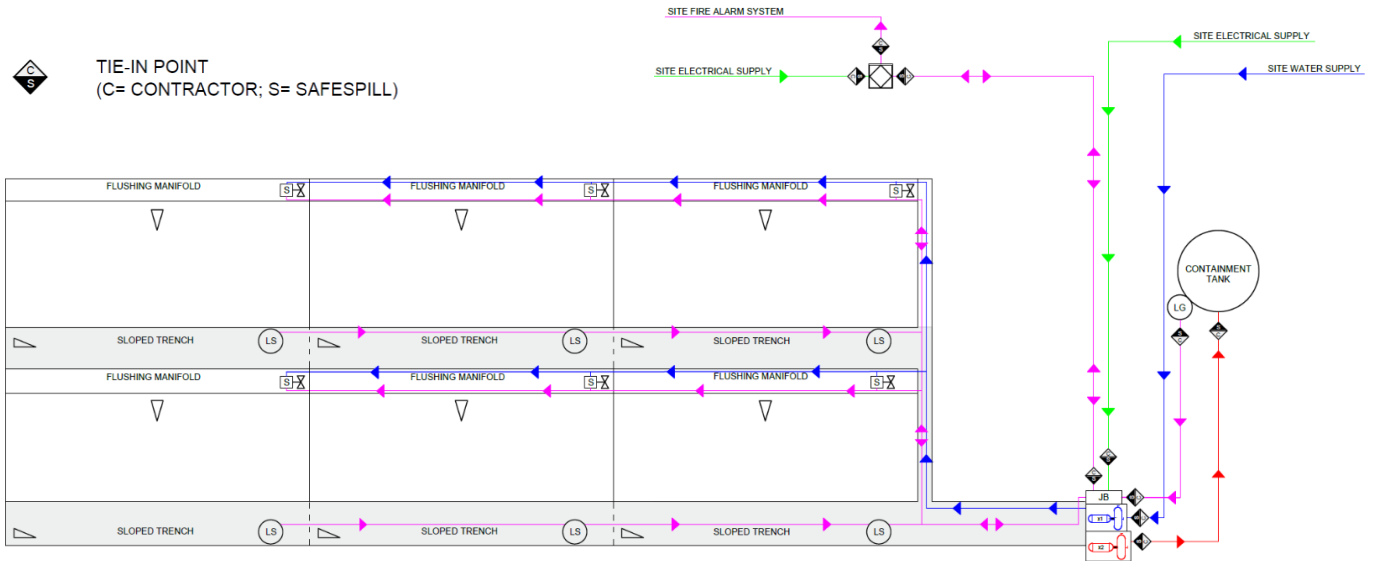 SITE FIRE ALARM SYSTEM
C
S
SITE ELECTRICAL SUPPLY
C
S
TIE-IN POINT
(C= CONTRACTOR; S= SAFESPILL)
SITE ELECTRICAL SUPPLY
SITE WATER SUPPLY
FLUSHING MANIFOLD
S
FLUSHING MANIFOLD
S
FLUSHING MANIFOLD
S
CONTAINMENT
TANK
LG
S
C
S
C
SLOPED TRENCH
LS
SLOPED TRENCH
LS
SLOPED TRENCH
LS
FLUSHING MANIFOLD
S
FLUSHING MANIFOLD
S
FLUSHING MANIFOLD
S
C
S
C
S
JB
x1
x2
SLOPED TRENCH
LS
SLOPED TRENCH
LS
SLOPED TRENCH
LS